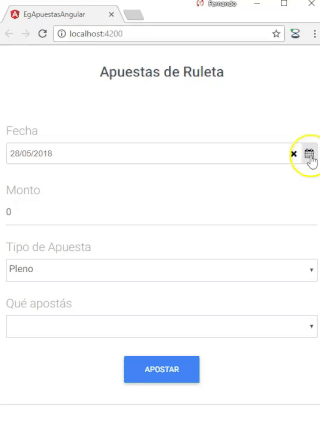 Fernando
EgApuestasAngular
localhost:4200
Apuestas de Ruleta
Fecha
28/05/2018
Monto
0
Tipo de Apuesta
Pleno
Qué apostás
APOSTAR